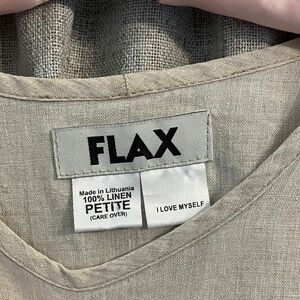 FLAX
Made in Lithuania
100% LINEN
PETITE
(CARE OVER)
I LOVE MYSELF